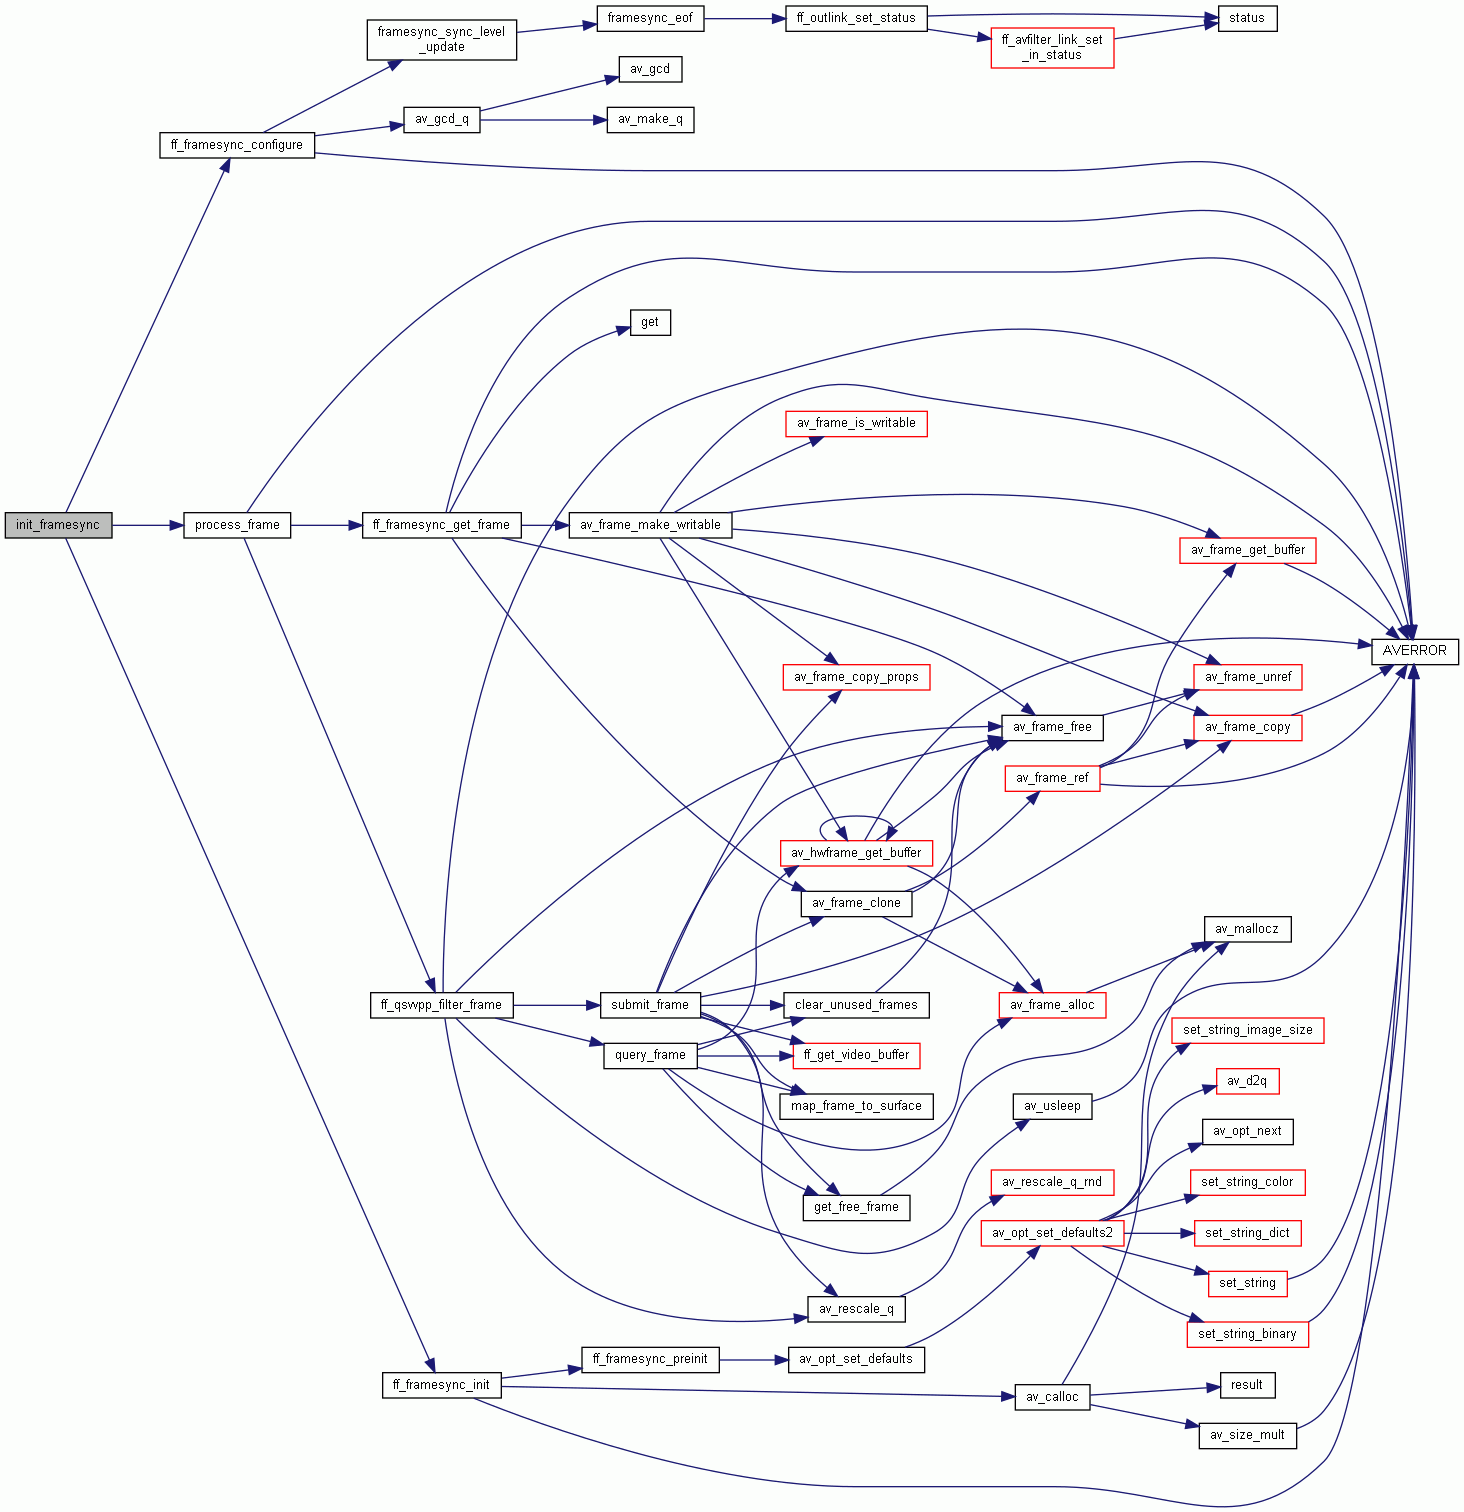 framesync_sync_level
_update
framesync_eof
ff_outlink_set_status
status
ff_avfilter_link_set
_in_status
av_gcd
av_gcd_q
av_make_q
ff_framesync_configure
get
av_frame_is_writable
init_framesync
process_frame
ff_framesync_get_frame
av_frame_make_writable
av_frame_get_buffer
AVERROR
av_frame_copy_props
av_frame_unref
av_frame_free
av_frame_copy
av_frame_ref
av_hwframe_get_buffer
av_frame_clone
av_mallocz
ff_qsvvpp_filter_frame
submit_frame
clear_unused_frames
av_frame_alloc
set_string_image_size
query_frame
ff_get_video_buffer
av_d2q
map_frame_to_surface
av_usleep
av_opt_next
av_rescale_q_rnd
set_string_color
get_free_frame
av_opt_set_defaults2
set_string_dict
set_string
av_rescale_q
set_string_binary
ff_framesync_preinit
av_opt_set_defaults
ff_framesync_init
av_calloc
result
av_size_mult